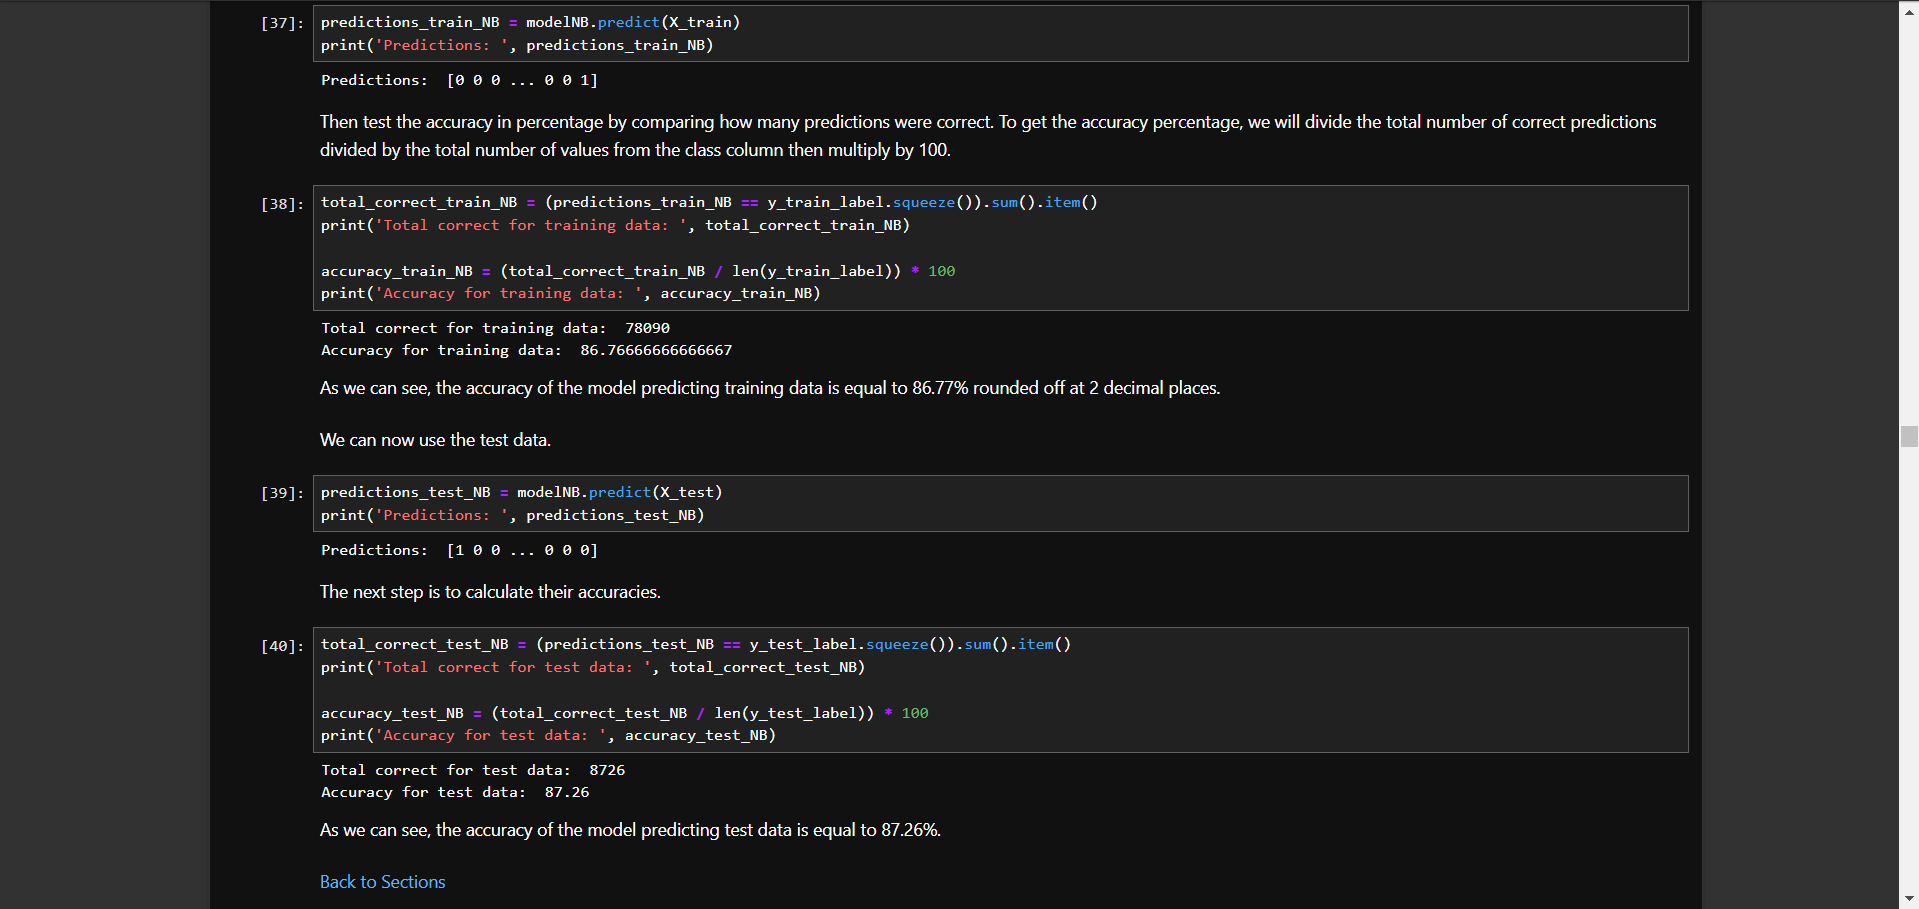 [37]: predictions_train_NB = modelNB.predict(X_train)
print('Predictions: ', predictions_train_NB)
Predictions:  [0 0 0 ... 0 0 1]
Then test the accuracy in percentage by comparing how many predictions were correct. To get the accuracy percentage, we will divide the total number of correct predictions
divided by the total number of values from the class column then multiply by 100.
[38]: total_correct_train_NB = (predictions_train_NB == y_train_label.squeeze()).sum().item()
print('Total correct for training data: ', total_correct_train_NB)
accuracy_train_NB = (total_correct_train_NB / len(y_train_label)) * 100
print('Accuracy for training data: ', accuracy_train_NB)
Total correct for training data:  78090
Accuracy for training data:  86.76666666666667
As we can see, the accuracy of the model predicting training data is equal to 86.77% rounded off at 2 decimal places.
We can now use the test data.
[39]: predictions_test_NB = modelNB.predict(X_test)
print('Predictions: ', predictions_test_NB)
Predictions:  [1 0 0 ... 0 0 0]
The next step is to calculate their accuracies.
[40]: total_correct_test_NB = (predictions_test_NB == y_test_label.squeeze()).sum().item()
print('Total correct for test data: ', total_correct_test_NB)
accuracy_test_NB = (total_correct_test_NB / len(y_test_label)) * 100
print('Accuracy for test data: ', accuracy_test_NB)
Total correct for test data:  8726
Accuracy for test data:  87.26
As we can see, the accuracy of the model predicting test data is equal to 87.26%.
Back to Sections